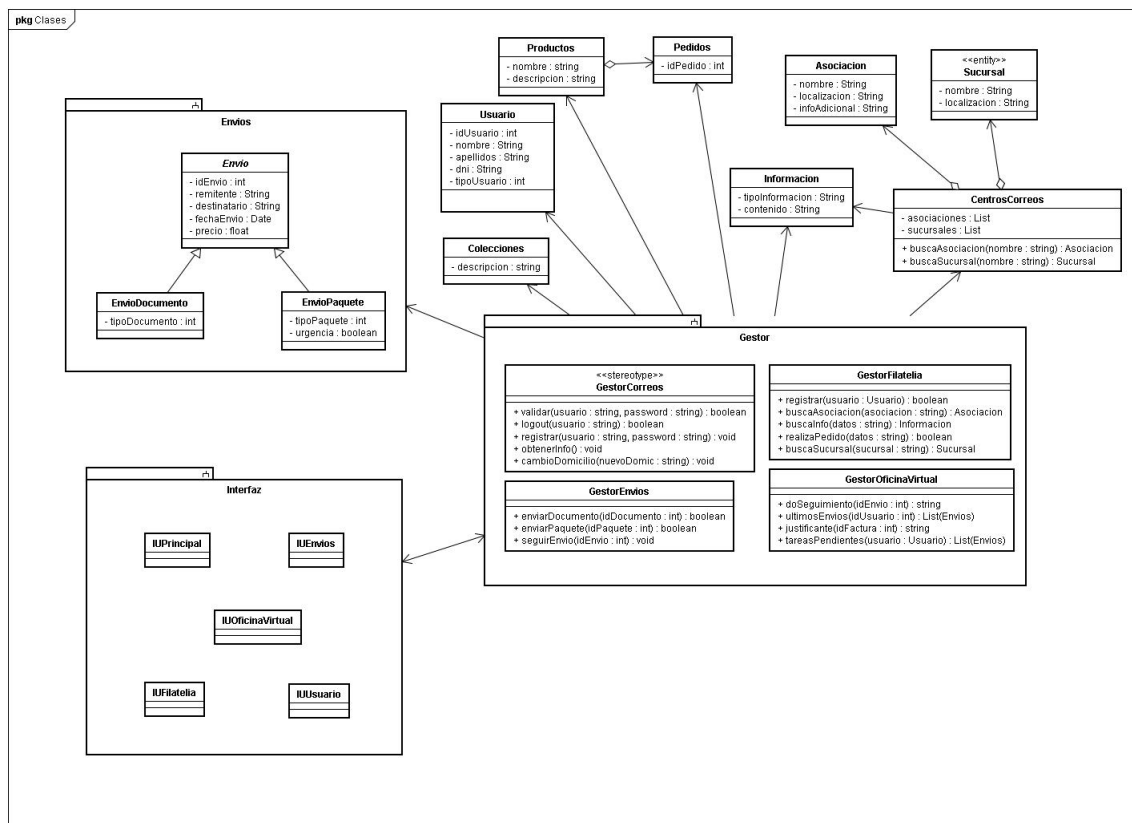 pkg Clases
Productos
- nombre : string
- descripcion : string
Pedidos
- idPedido : int
Asociacion
- nombre : String
- localizacion : String
- infoAdicional : String
<<entity>>
Sucursal
- nombre : String
- localizacion : String
Usuario
- idUsuario : int
- nombre : String
- apellidos : String
- dni : String
- tipoUsuario : int
Envios
Envio
- idEnvio : int
- remitente : String
- destinatario : String
- fechaEnvio : Date
- precio : float
EnvioDocumento
- tipoDocumento : int
EnvioPaquete
- tipoPaquete : int
- urgencia : boolean
Informacion
- tipoInformacion : String
- contenido : String
CentrosCorreos
- asociaciones : List
- sucursales : List
+ buscaAsociacion(nombre : string) : Asociacion
+ buscaSucursal(nombre : string) : Sucursal
Colecciones
- descripcion : string
Gestor
<<stereotype>>
GestorCorreos
+ validar(usuario : string, password : string) : boolean
+ logout(usuario : string) : boolean
+ registrar(usuario : string, password : string) : void
+ obtenerInfo() : void
+ cambioDomicilio(nuevoDomic : string) : void
GestorFilatelia
+ registrar(usuario : Usuario) : boolean
+ buscaAsociacion(asociacion : string) : Asociacion
+ buscaInfo(datos : string) : Informacion
+ realizaPedido(datos : string) : boolean
+ buscaSucursal(sucursal : string) : Sucursal
GestorEnvios
+ enviarDocumento(idDocumento : int) : boolean
+ enviarPaquete(idPaquete : int) : boolean
+ seguirEnvio(idEnvio : int) : void
GestorOficinaVirtual
+ doSeguimiento(idEnvio : int) : string
+ ultimosEnvios(idUsuario : int) : List(Envios)
+ justificante(idFactura : int) : string
+ tareasPendientes(usuario : Usuario) : List(Envios)
Interfaz
IUPrincipal
IUEnvios
IUOficinaVirtual
IUFilatelia
IUUsuario